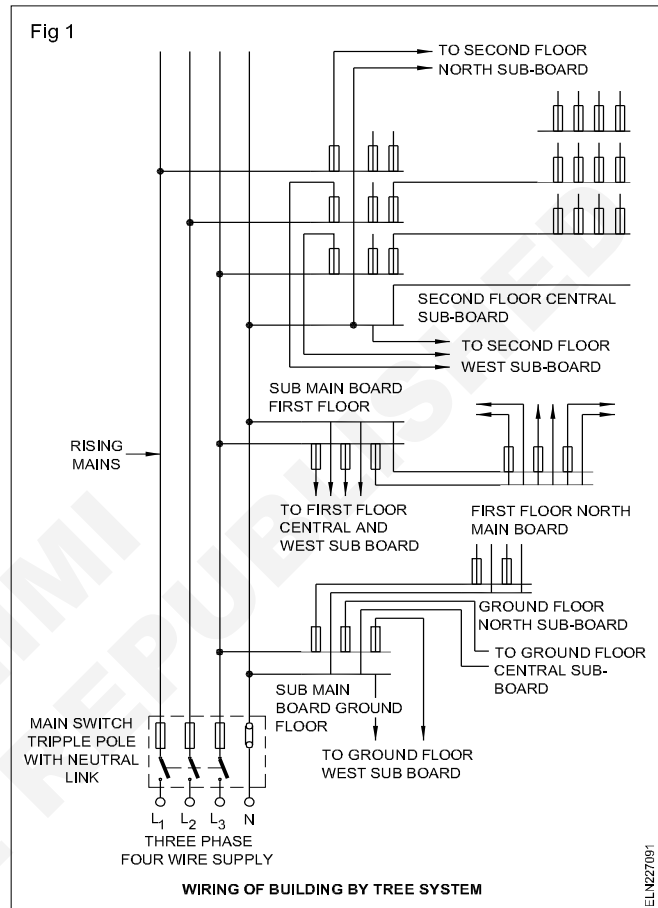 Fig 1
TO SECOND FLOOR
NORTH SUB-BOARD
SECOND FLOOR CENTRAL
SUB-BOARD
TO SECOND FLOOR
WEST SUB-BOARD
SUB MAIN BOARD
FIRST FLOOR
RISING
MAINS
TO FIRST FLOOR
CENTRAL AND
WEST SUB BOARD
FIRST FLOOR NORTH
MAIN BOARD
GROUND FLOOR
NORTH SUB-BOARD
TO GROUND FLOOR
CENTRAL SUB-
BOARD
SUB MAIN
BOARD GROUND
FLOOR
MAIN SWITCH
TRIPPLE POLE
WITH NEUTRAL
LINK
TO GROUND FLOOR
WEST SUB BOARD
L1 L2 L3 N
THREE PHASE
FOUR WIRE SUPPLY
WIRING OF BUILDING BY TREE SYSTEM
ELN227091
REPUBLISHED